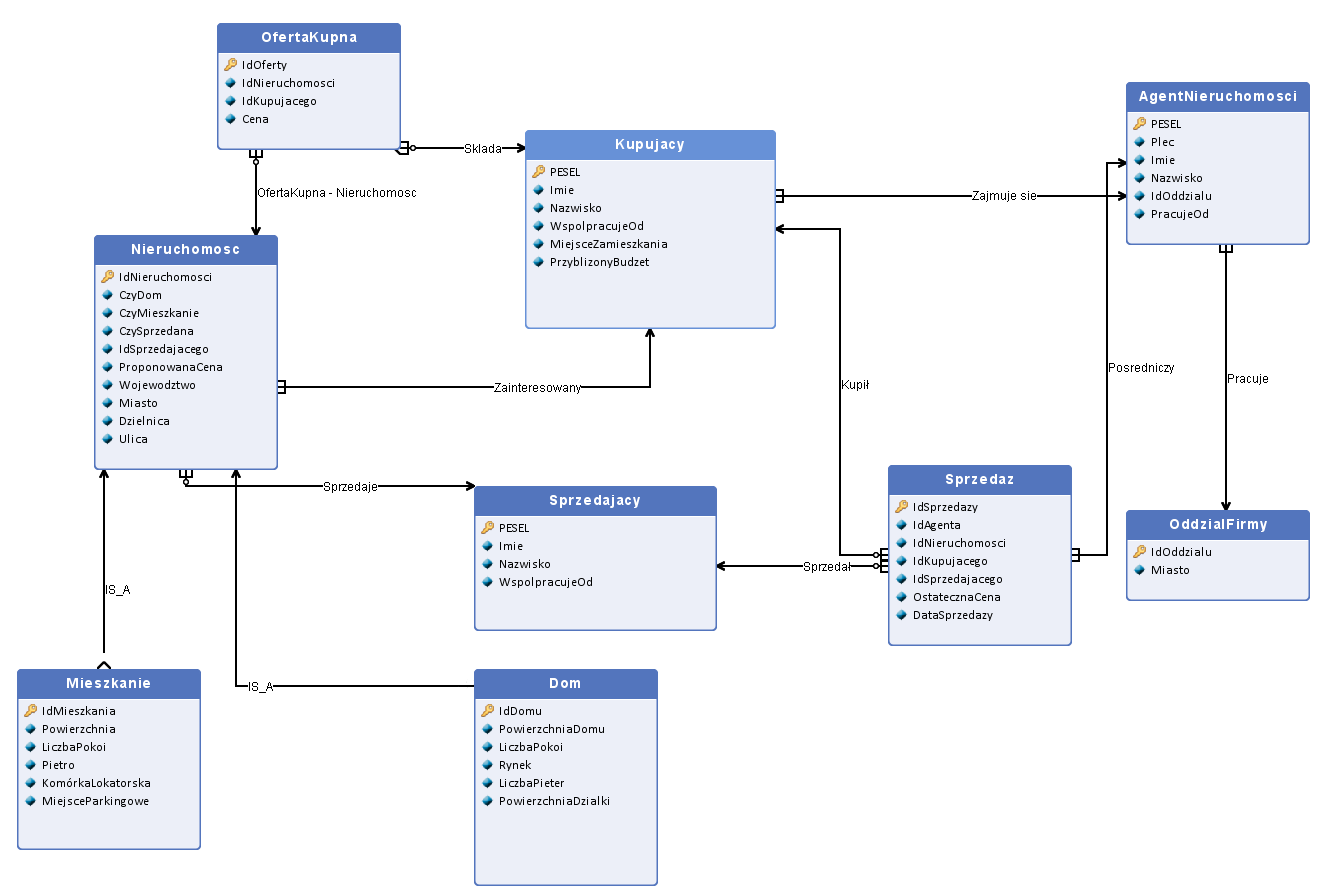 OfertaKupna
IdOferty
IdNieruchomosci
IdKupujacego
Cena
Sklada
OfertaKupna - Nieruchomosc
Kupujacy
PESEL
Imie
Nazwisko
WspolpracujeOd
MiejsceZamieszkania
PrzyblizonyBudzet
Zajmuje sie
AgentNieruchomosci
PESEL
Plec
Imie
Nazwisko
IdOddzialu
PracujeOd
Nieruchomosc
IdNieruchomosci
CzyDom
CzyMieszkanie
CzySprzedana
IdSprzedajacego
ProponowanaCena
Wojewodztwo
Miasto
Dzielnica
Ulica
Zainteresowany
Kupił
Posredniczy
Pracuje
Sprzedaje
Sprzedajacy
PESEL
Imie
Nazwisko
WspolpracujeOd
Sprzedał
Sprzedaz
IdSprzedazy
IdAgenta
IdNieruchomosci
IdKupujacego
IdSprzedajacego
OstatecznaCena
DataSprzedazy
OddzialFirmy
IdOddzialu
Miasto
IS_A
IS_A
Mieszkanie
IdMieszkania
Powierzchnia
LiczbaPokoi
Pietro
KomórkaLokatorska
MiejsceParkingowe
Dom
IdDomu
PowierzchniaDomu
LiczbaPokoi
Rynek
LiczbaPieter
PowierzchniaDzialki